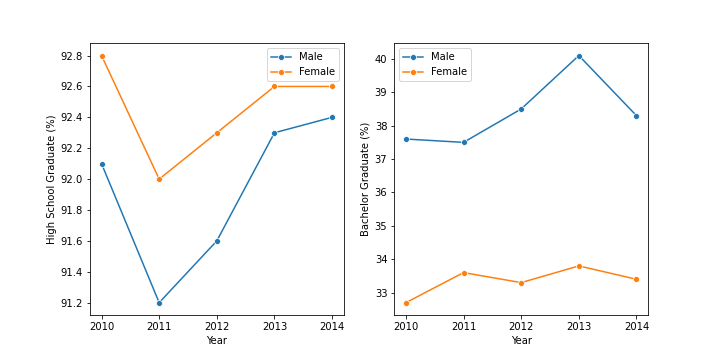 High School Graduate (%)
92.8
92.6
92.4
92.2
92.0
91.8
91.6
91.4
91.2
Male
Female
2010 2011 2012 2013 2014
Year
Bachelor Graduate (%)
40
39
38
37
36
35
34
33
Male
Female
2010 2011 2012 2013 2014
Year